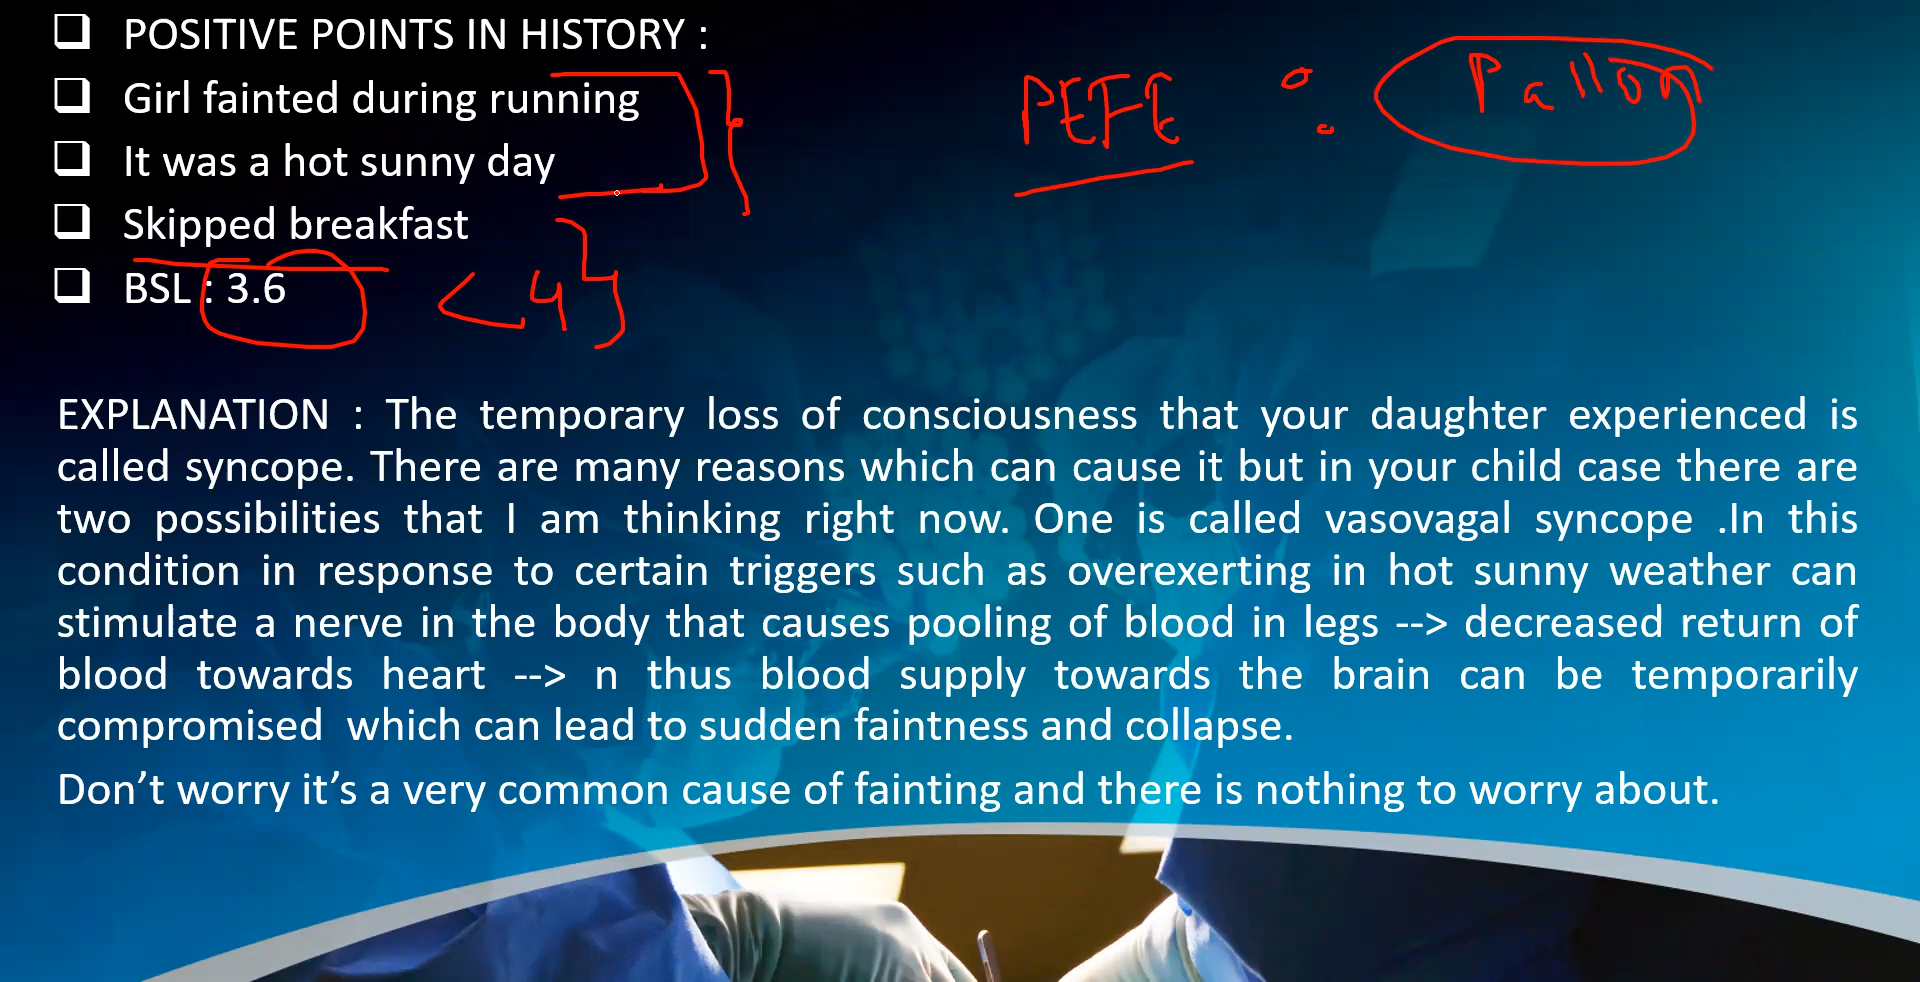 POSITIVE POINTS IN HISTORY :
Girl fainted during running
It was a hot sunny day
Skipped breakfast
BSL : 3.6
< 4
PEFE : Pallor
EXPLANATION : The temporary loss of consciousness that your daughter experienced is
called syncope. There are many reasons which can cause it but in your child case there are
two possibilities that I am thinking right now. One is called vasovagal syncope .In this
condition in response to certain triggers such as overexerting in hot sunny weather can
stimulate a nerve in the body that causes pooling of blood in legs --> decreased return of
blood towards heart --> n thus blood supply towards the brain can be temporarily
compromised which can lead to sudden faintness and collapse.
Don’t worry it’s a very common cause of fainting and there is nothing to worry about.